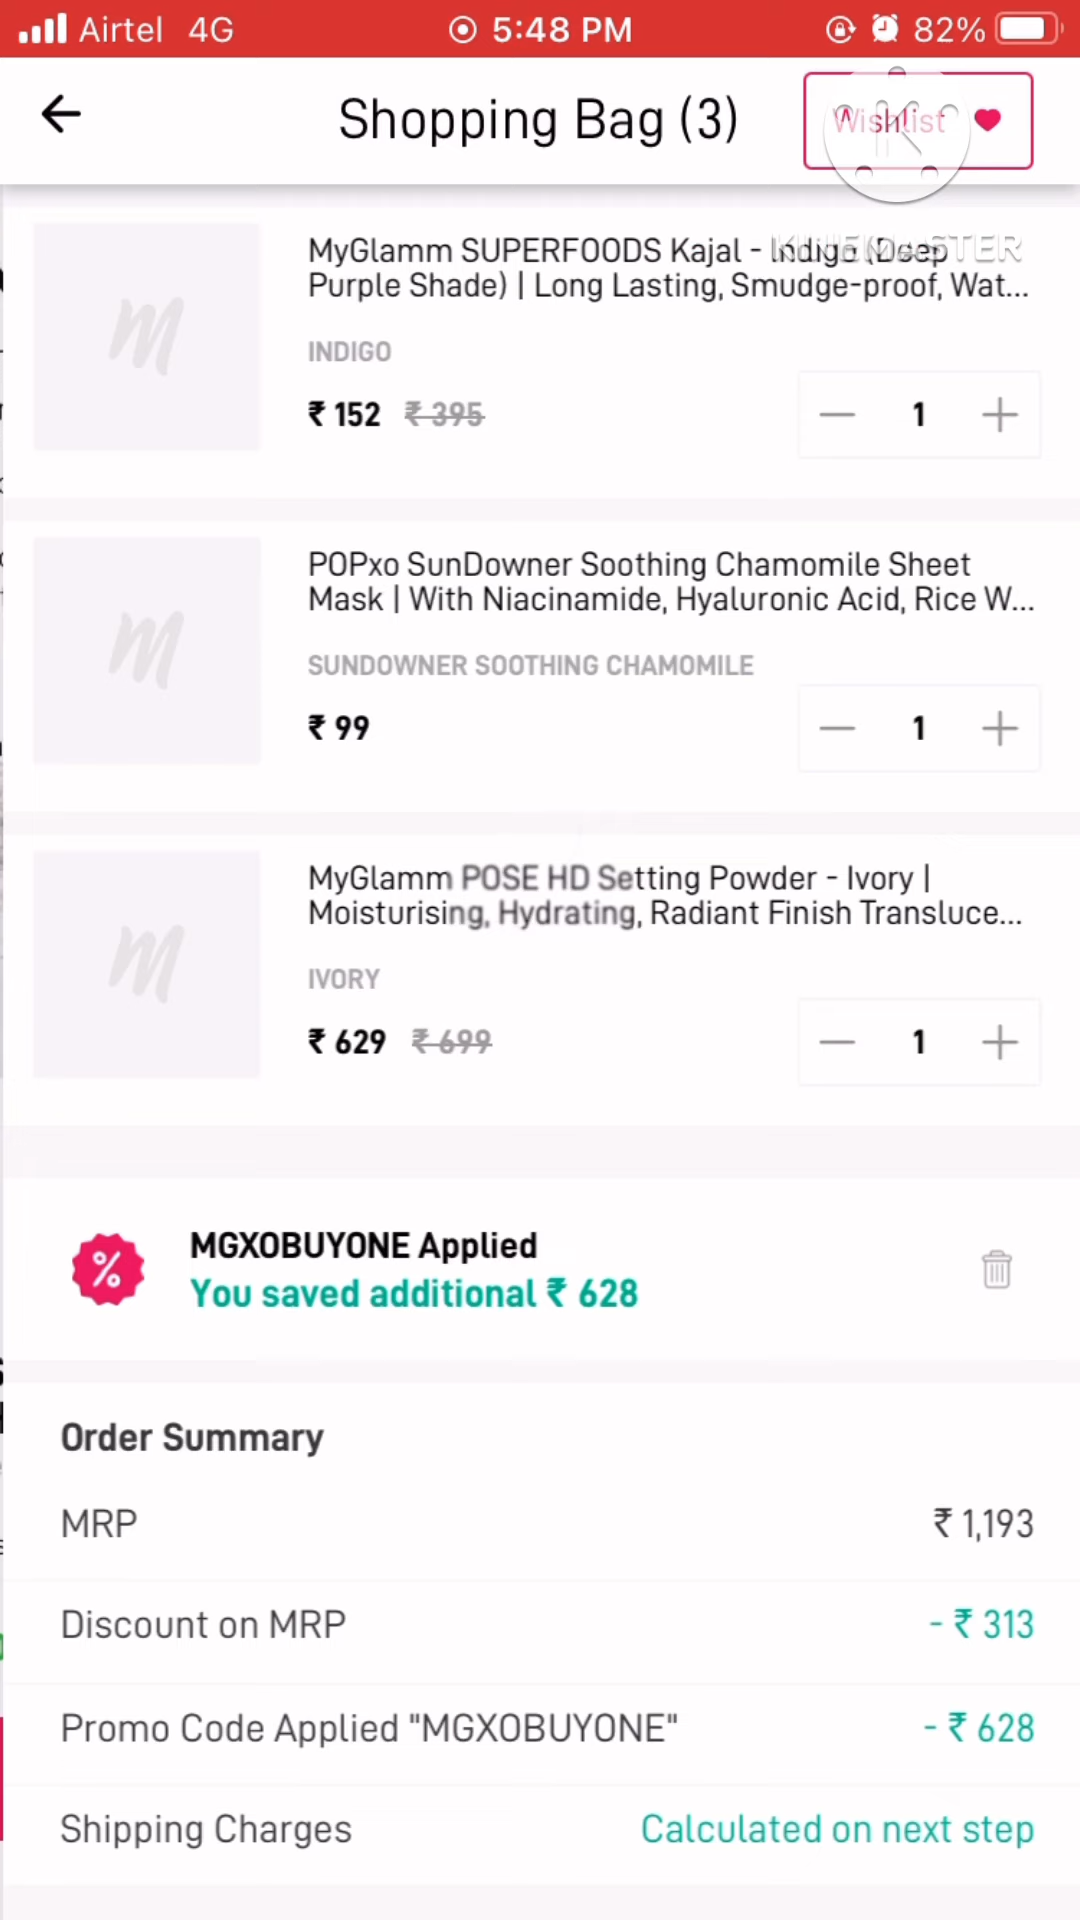 Airtel 4G 5:48 PM 82%
Shopping Bag (3) Wishlist
KINEMASTER
MyGlamm SUPERFOODS Kajal - Indigo (Deep
Purple Shade) | Long Lasting, Smudge-proof, Wat...
INDIGO
₹ 152 ₹ 395 1
POPxo SunDowner Soothing Chamomile Sheet
Mask | With Niacinamide, Hyaluronic Acid, Rice W...
SUNDOWNER SOOTHING CHAMOMILE
₹ 99 1
MyGlamm POSE HD Setting Powder - Ivory |
Moisturising, Hydrating, Radiant Finish Transluce...
IVORY
₹ 629 ₹ 699 1
MGXOBUYONE Applied
You saved additional ₹ 628
Order Summary
MRP ₹ 1,193
Discount on MRP - ₹ 313
Promo Code Applied "MGXOBUYONE" - ₹ 628
Shipping Charges Calculated on next step